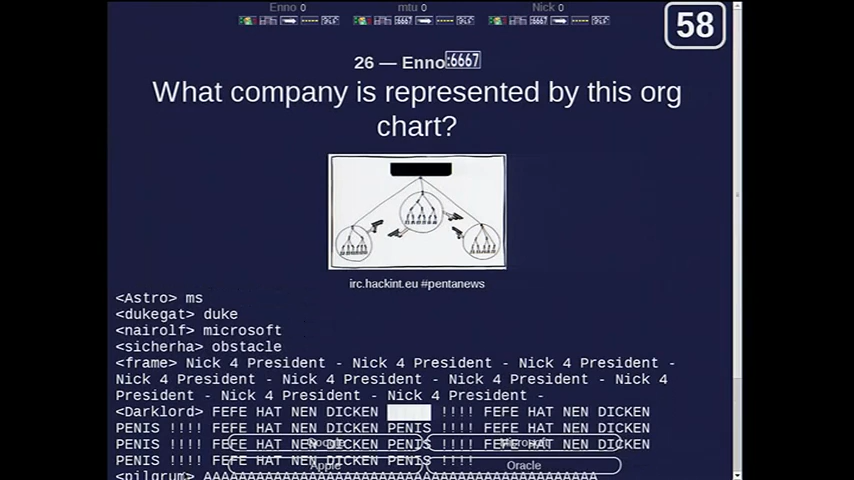 Enno 0
mtu 0
Nick 0
58
26 — Enno:6667
What company is represented by this org
chart?
irc.hackint.eu #pentanews
<Astro> ms
<dukegat> duke
<nairolf> microsoft
<sicherha> obstacle
<frame> Nick 4 President - Nick 4 President - Nick 4 President -
Nick 4 President - Nick 4 President - Nick 4 President - Nick 4
President - Nick 4 President - Nick 4 President -
<Darklord> FEFE HAT NEN DICKEN !!!! FEFE HAT NEN DICKEN
PENIS !!!! FEFE HAT NEN DICKEN PENIS !!!! FEFE HAT NEN DICKEN
PENIS !!!! FEFE HAT NEN DICKEN PENIS !!!! FEFE HAT NEN DICKEN
Google
Microsoft
PENIS !!!! FEFE HAT NEN DICKEN PENIS !!!!
Apple
Oracle
<pilgrum> AAAAAAAAAAAAAAAAAAAAAAAAAAAAAAAAAAAAAAAAAAAAAAA